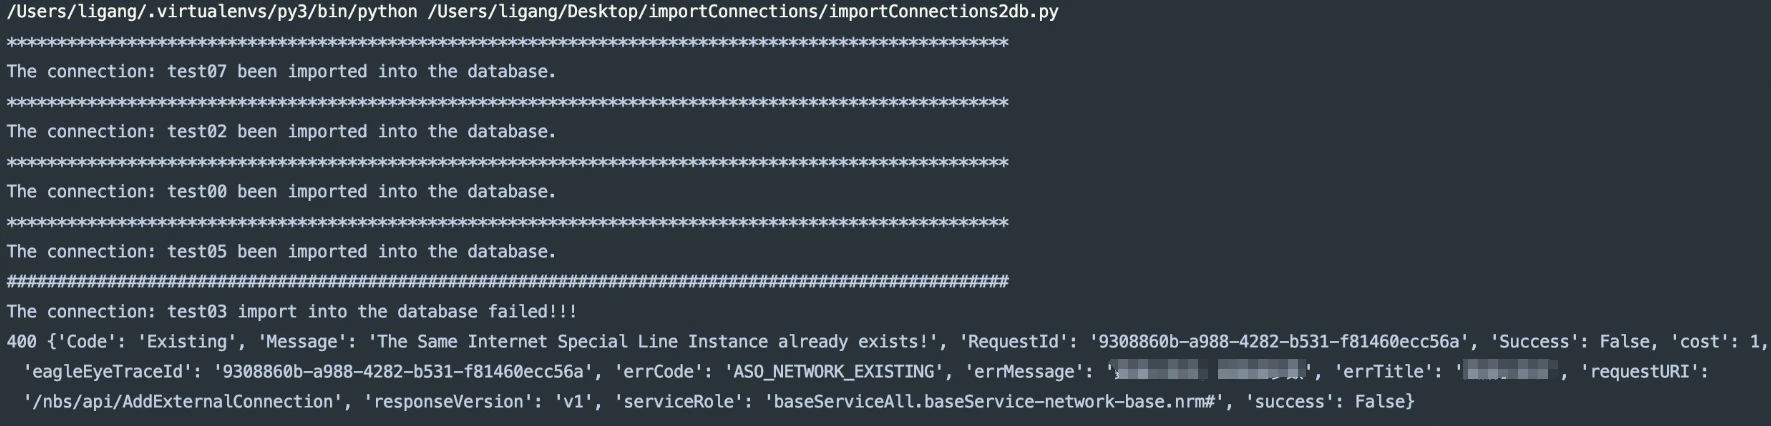 /Users/ligang/.virtualenvs/py3/bin/python /Users/ligang/Desktop/importConnections/importConnections2db.py
****************************************************************************************************
The connection: test07 been imported into the database.
****************************************************************************************************
The connection: test02 been imported into the database.
****************************************************************************************************
The connection: test00 been imported into the database.
****************************************************************************************************
The connection: test05 been imported into the database.
####################################################################################################
The connection: test03 import into the database failed!!!
400 {'Code': 'Existing', 'Message': 'The Same Internet Special Line Instance already exists!', 'RequestId': '9308860b-a988-4282-b531-f81460ecc56a', 'Success': False, 'cost': 1,
'eagleEyeTraceId': '9308860b-a988-4282-b531-f81460ecc56a', 'errCode': 'ASO_NETWORK_EXISTING', 'errMessage': ' ', 'errTitle': ' ', 'requestURI':
'/nbs/api/AddExternalConnection', 'responseVersion': 'v1', 'serviceRole': 'baseServiceAll.baseService-network-base.nrm#', 'success': False}